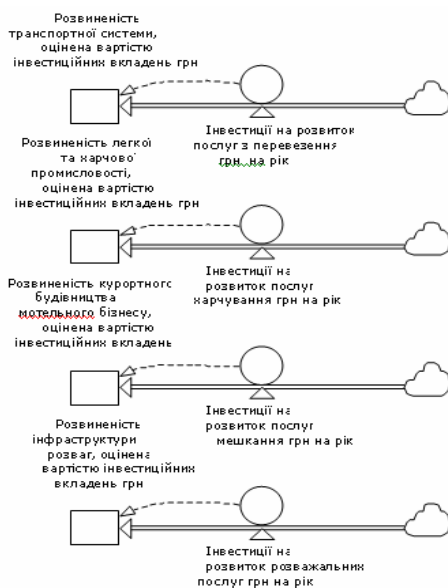 Розвиненість
транспортної системи,
оцінена вартістю
інвестиційних вкладень грн
Інвестиції на розвиток
послуг з перевезення
грн на рік
Розвиненість легкої
та харчової
промисловості,
оцінена вартістю
інвестиційних вкладень грн
Інвестиції на
розвиток послуг
харчування грн на рік
Розвиненість курортного
будівництва
мотельного бізнесу,
оцінена вартістю
інвестиційних вкладень
Інвестиції на
розвиток послуг
мешкання грн на рік
Розвиненість
інфраструктури
розваг, оцінена
вартістю інвестиційних
вкладень грн
Інвестиції на
розвиток розважальних
послуг грн на рік